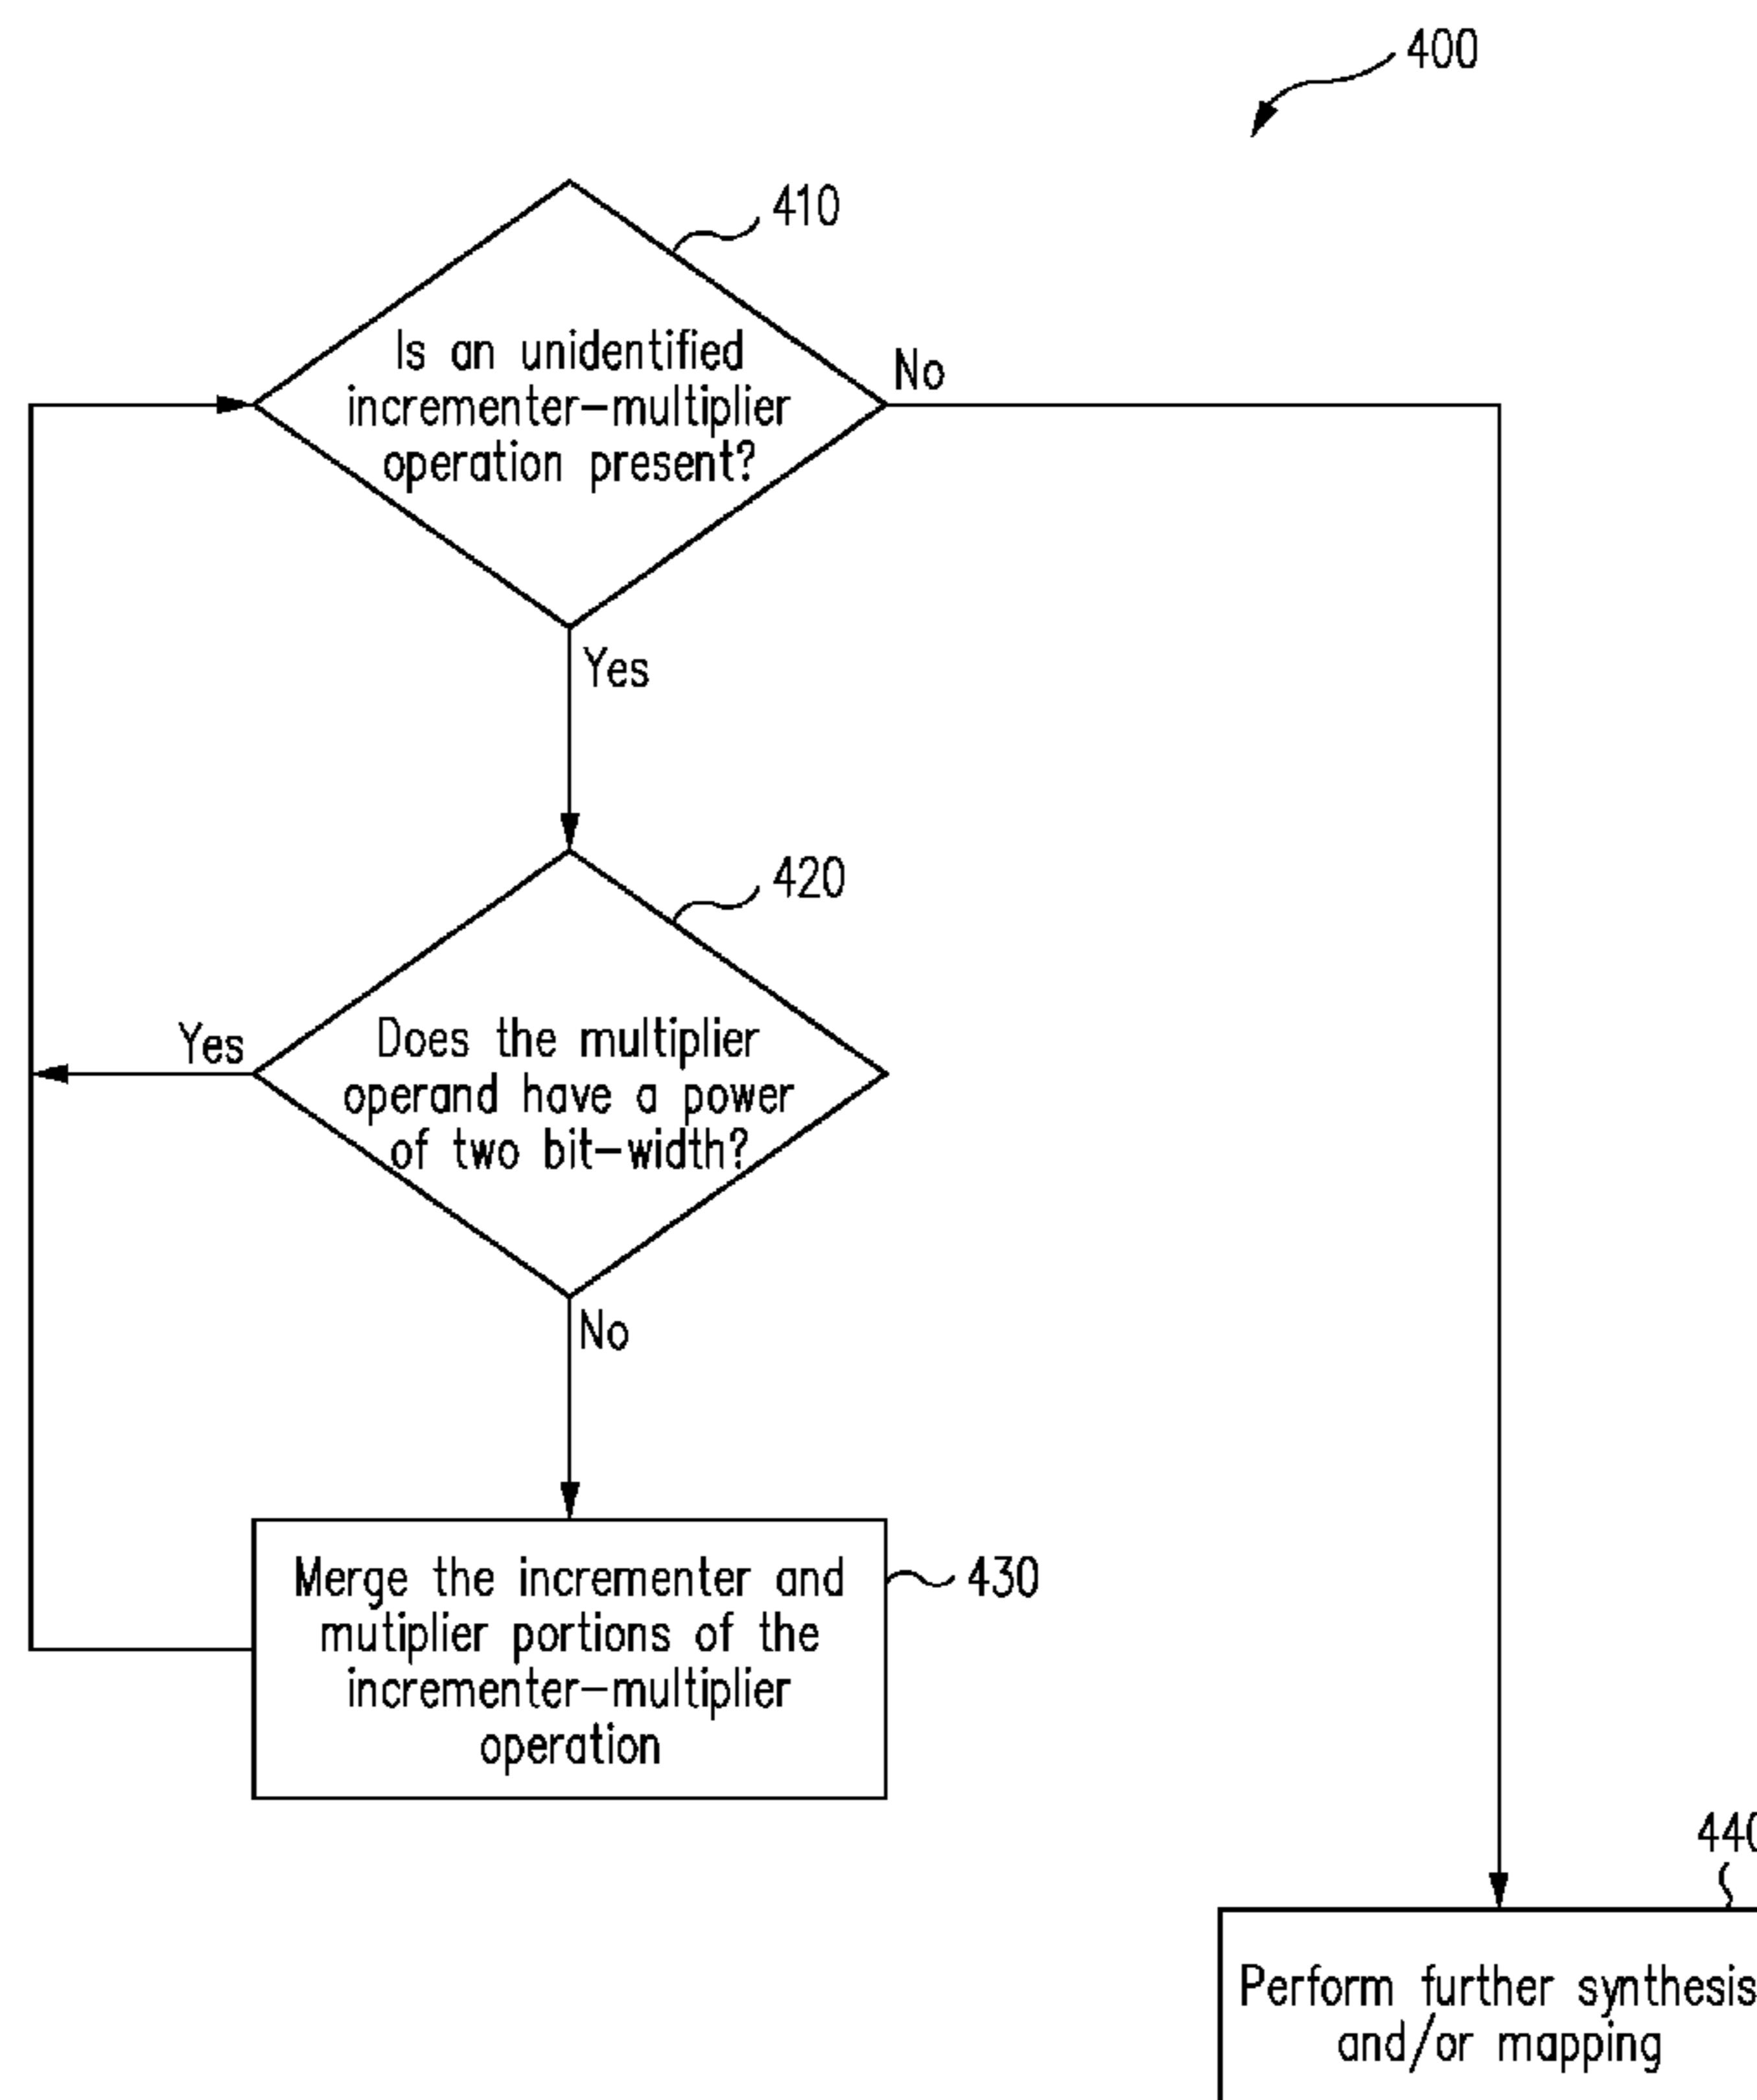 400
410
Is an unidentified
incrementer-multiplier
operation present?
No
Yes
420
Yes
Does the multiplier
operand have a power
of two bit-width?
No
Merge the incrementer and
mutiplier portions of the
incrementer-multiplier
operation
430
440
Perform further synthesis
and/or mapping